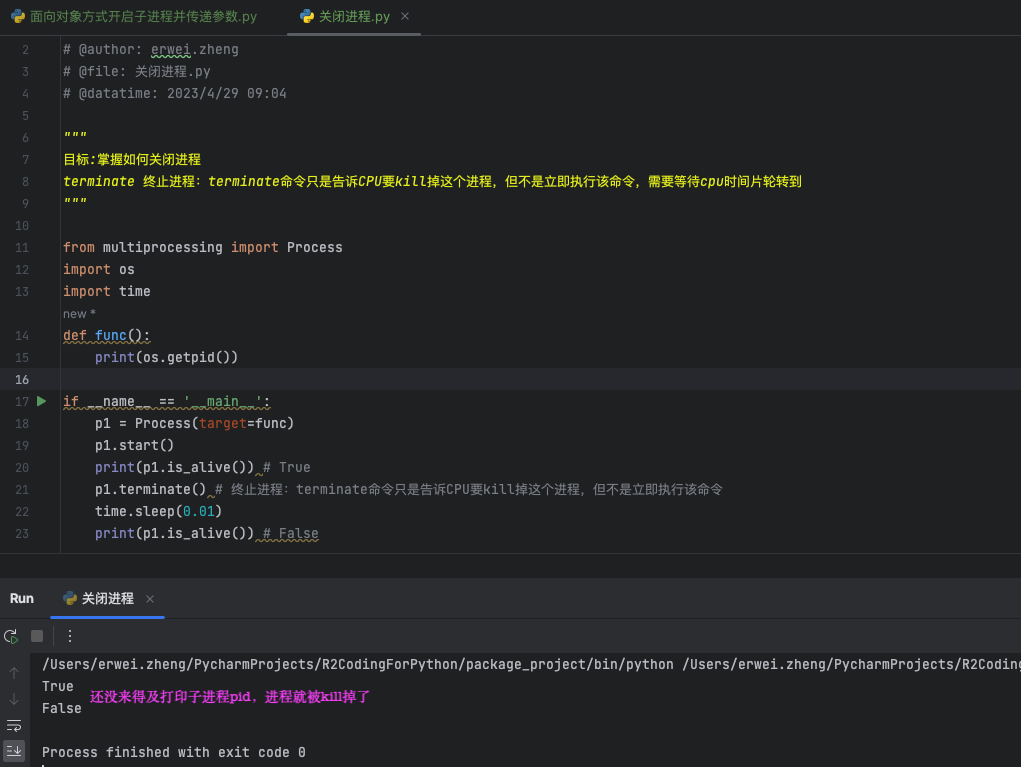 面向对象方式开启子进程并传递参数.py
关闭进程.py ×
2 # @author: erwei.zheng
3 # @file: 关闭进程.py
4 # @datatime: 2023/4/29 09:04
5
6 """
7 目标:掌握如何关闭进程
8 terminate 终止进程：terminate命令只是告诉CPU要kill掉这个进程，但不是立即执行该命令，需要等待cpu时间片轮转到
9 """
10
11 from multiprocessing import Process
12 import os
13 import time
new *
14 def func():
15 print(os.getpid())
16
17 if __name__ == '__main__':
18 p1 = Process(target=func)
19 p1.start()
20 print(p1.is_alive()) # True
21 p1.terminate() # 终止进程：terminate命令只是告诉CPU要kill掉这个进程，但不是立即执行该命令
22 time.sleep(0.01)
23 print(p1.is_alive()) # False
Run 关闭进程 ×
/Users/erwei.zheng/PycharmProjects/R2CodingForPython/package_project/bin/python /Users/erwei.zheng/PycharmProjects/R2Coding
True
还没来得及打印子进程pid，进程就被kill掉了
False
Process finished with exit code 0